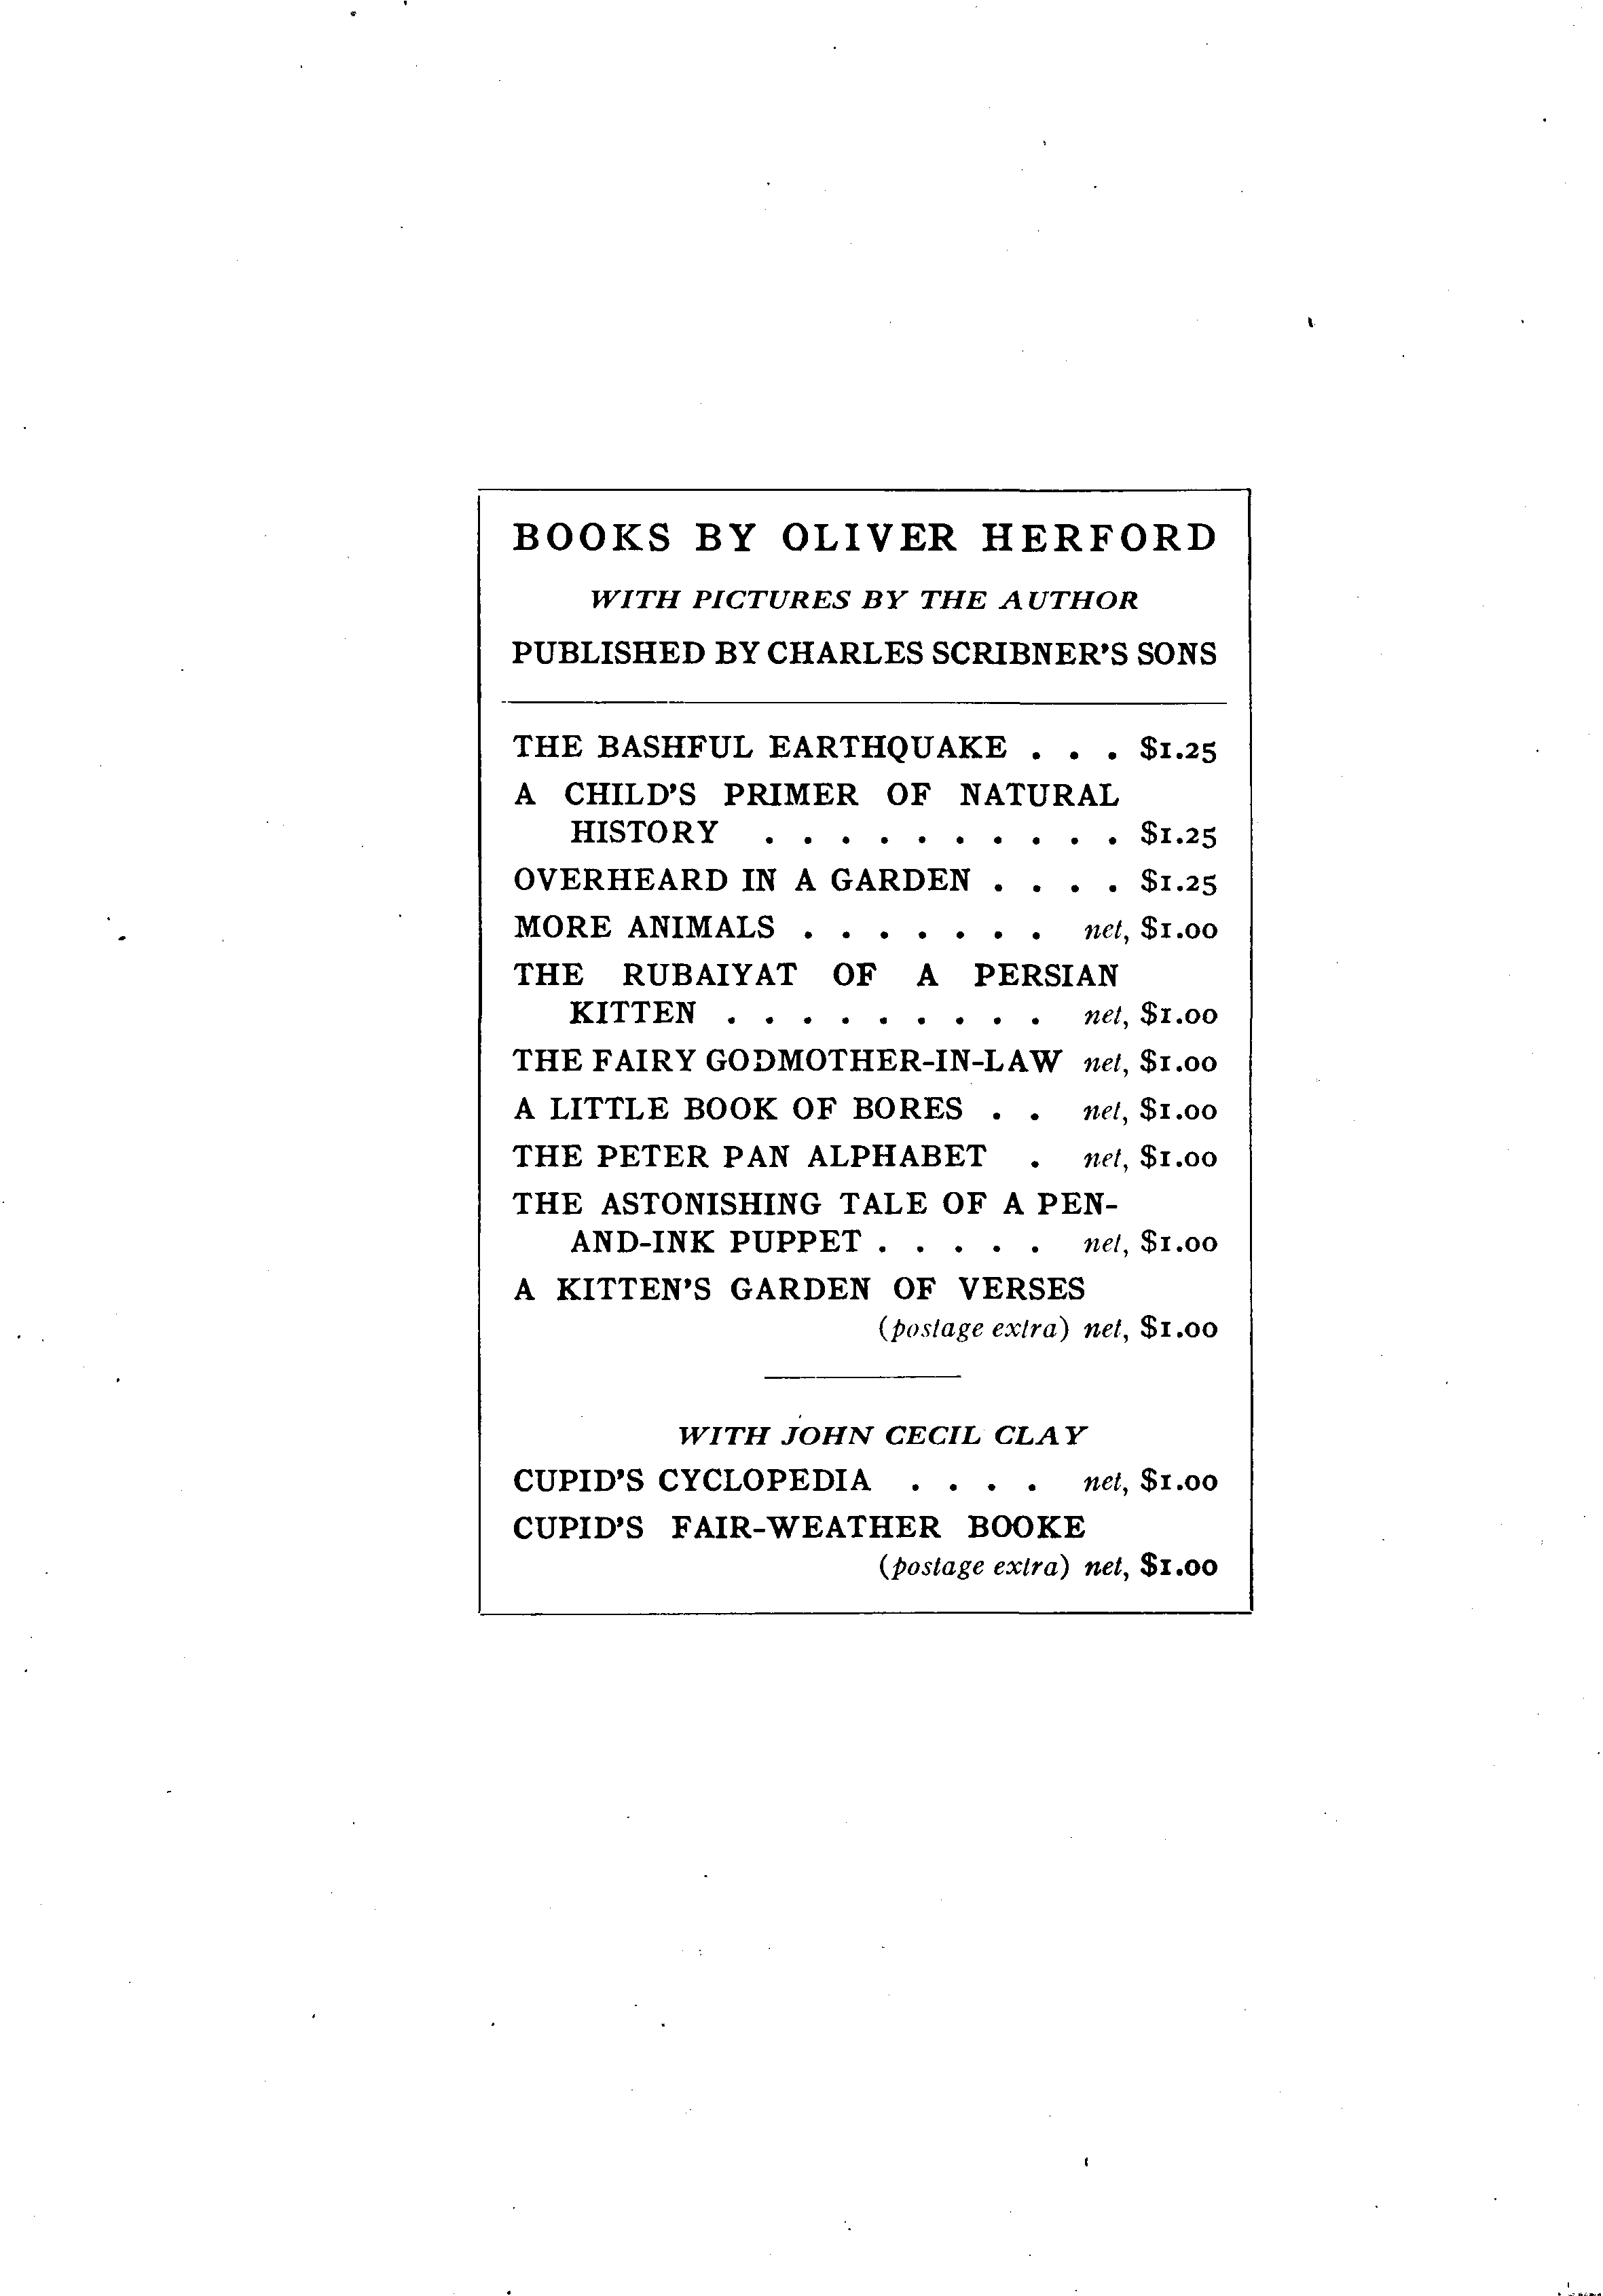 BOOKS BY OLIVER HERFORD
WITH PICTURES BY THE AUTHOR
PUBLISHED BY CHARLES SCRIBNER'S SONS
THE BASHFUL EARTHQUAKE . . . $1.25
A CHILD'S PRIMER OF NATURAL
HISTORY . . . . . . . . . . $1.25
OVERHEARD IN A GARDEN . . . . $1.25
MORE ANIMALS . . . . . . . net, $1.00
THE RUBAIYAT OF A PERSIAN
KITTEN . . . . . . . . . net, $1.00
THE FAIRY GODMOTHER-IN-LAW net, $1.00
A LITTLE BOOK OF BORES . . net, $1.00
THE PETER PAN ALPHABET . net, $1.00
THE ASTONISHING TALE OF A PEN-
AND-INK PUPPET . . . . . net, $1.00
A KITTEN'S GARDEN OF VERSES
(postage extra) net, $1.00
WITH JOHN CECIL CLAY
CUPID'S CYCLOPEDIA . . . . net, $1.00
CUPID'S FAIR-WEATHER BOOKE
(postage extra) net, $1.00